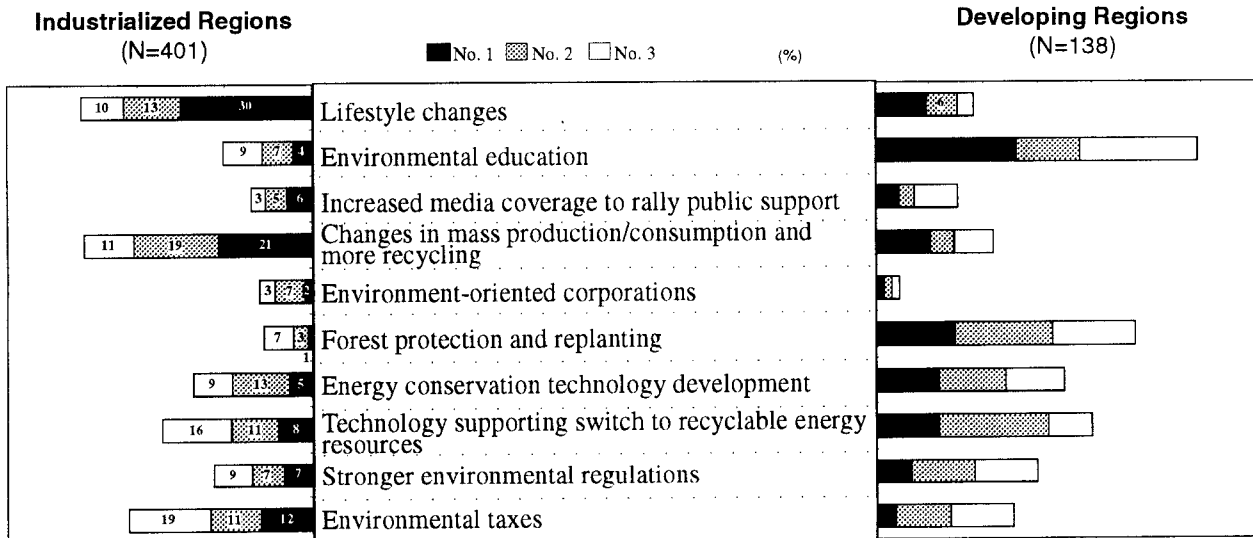 Industrialized Regions
(N=401)
No. 1 No. 2 No. 3 (%)
Developing Regions
(N=138)
10 13 30 Lifestyle changes 6
9 7 4 Environmental education
3 5 6 Increased media coverage to rally public support
11 19 21 Changes in mass production/consumption and
more recycling
3 7 2 Environment-oriented corporations
7 3 Forest protection and replanting
1
9 13 5 Energy conservation technology development
16 11 8 Technology supporting switch to recyclable energy
resources
9 7 7 Stronger environmental regulations
19 11 12 Environmental taxes